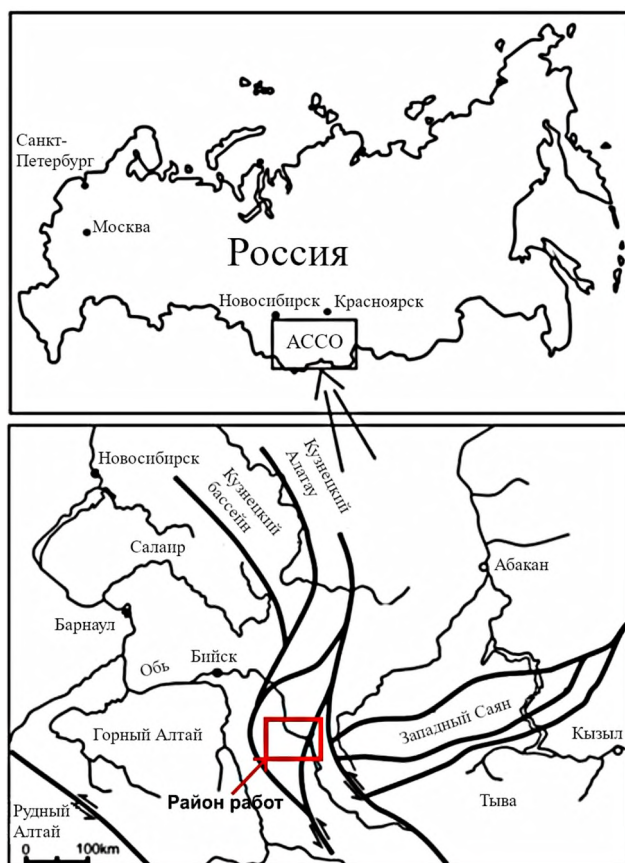 Санкт-
Петербург
Москва
Россия
Новосибирск
Красноярск
АССО
Новосибирск
Кузнецкий
Алатау
Кузнецкий
бассейн
Салаир
Абакан
Барнаул
Обь
Бийск
Западный Саян
Горный Алтай
Кызыл
Район работ
Тыва
Рудный
Алтай
0 100km